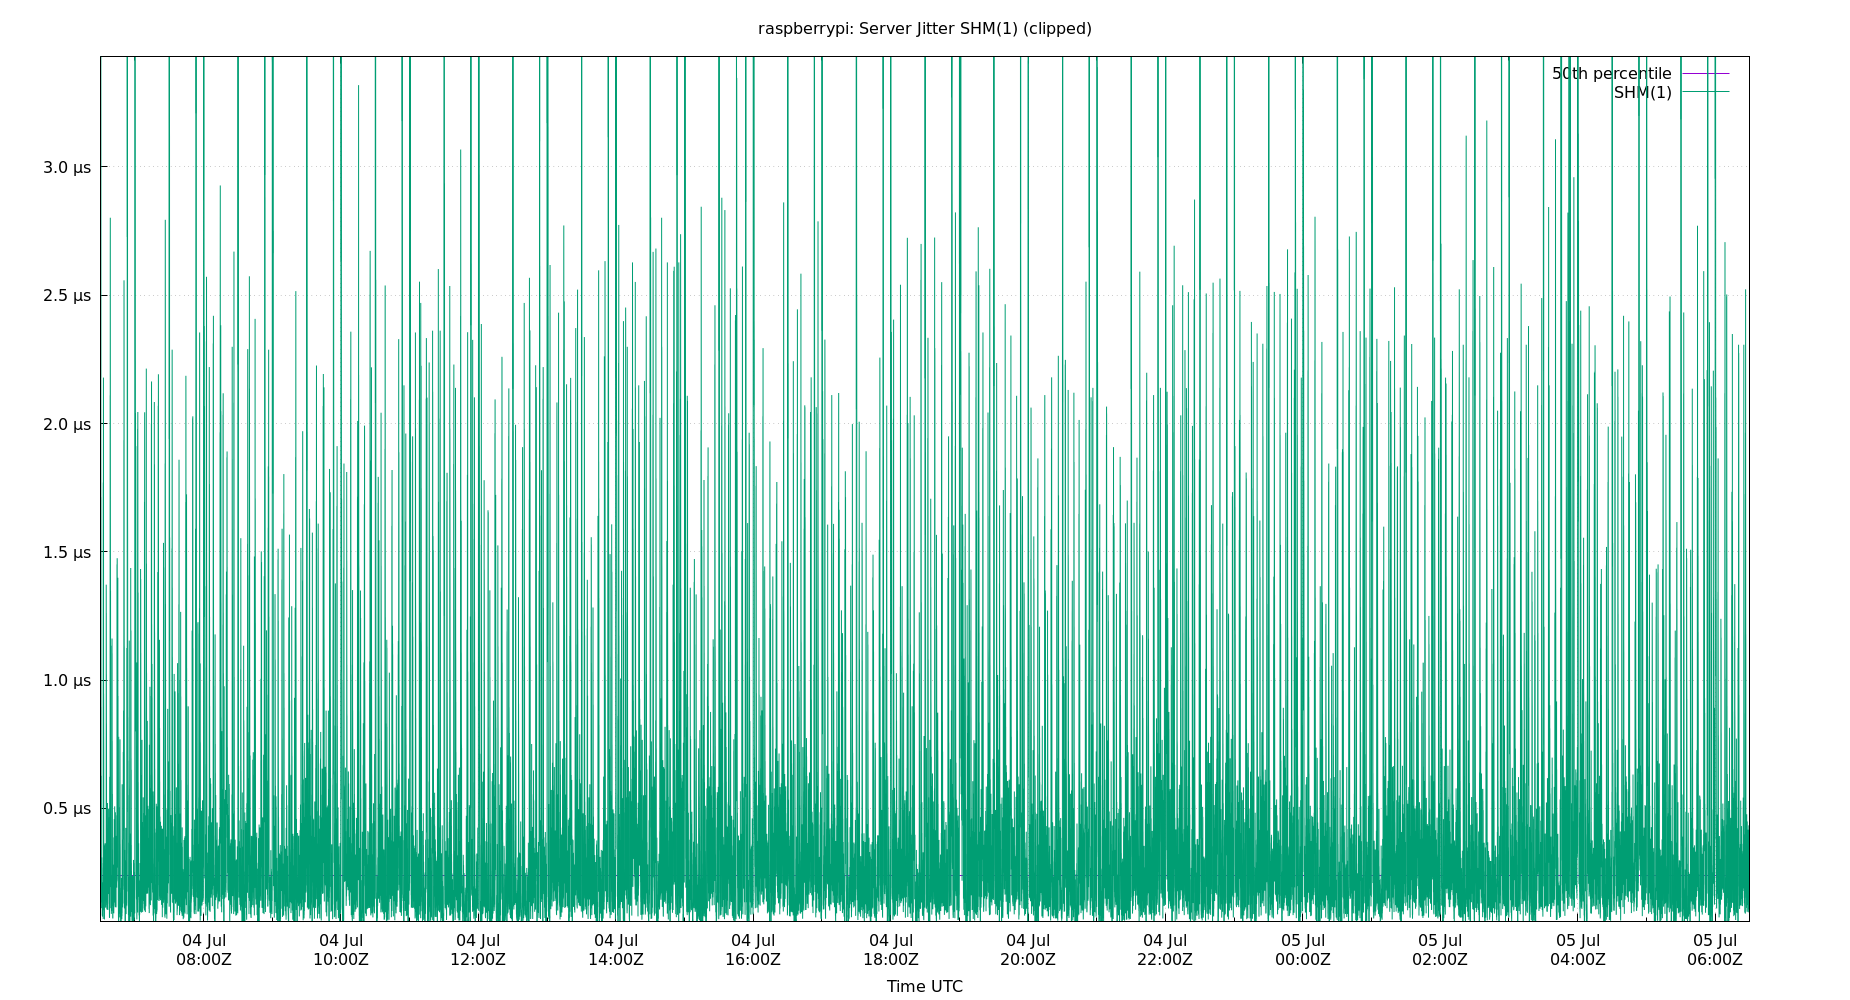 raspberrypi: Server Jitter SHM(1) (clipped)
50th percentile
SHM(1)
3.0 µs
2.5 µs
2.0 µs
1.5 µs
1.0 µs
0.5 µs
04 Jul 04 Jul 04 Jul 04 Jul 04 Jul 04 Jul 04 Jul 04 Jul 05 Jul 05 Jul 05 Jul 05 Jul
08:00Z 10:00Z 12:00Z 14:00Z 16:00Z 18:00Z 20:00Z 22:00Z 00:00Z 02:00Z 04:00Z 06:00Z
Time UTC